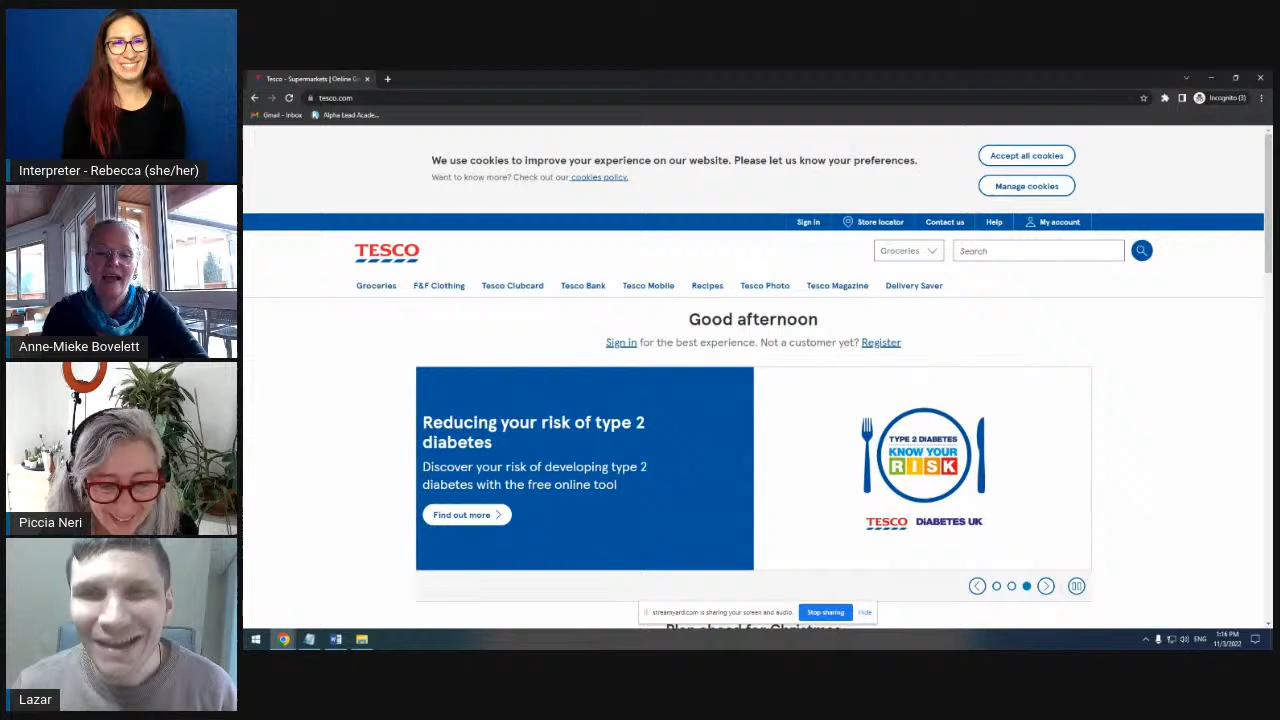 Interpreter - Rebecca (she/her)
Anne-Mieke Bovelett
Piccia Neri
Lazar
Tesco - Supermarkets | Online Gr
tesco.com
Incognito (3)
Gmail - Inbox
Alpha Lead Acade...
We use cookies to improve your experience on our website. Please let us know your preferences.
Want to know more? Check out our cookies policy.
Accept all cookies
Manage cookies
Sign in
Store locator
Contact us
Help
My account
TESCO
Groceries
Search
Groceries
F&F Clothing
Tesco Clubcard
Tesco Bank
Tesco Mobile
Recipes
Tesco Photo
Tesco Magazine
Delivery Saver
Good afternoon
Sign in for the best experience. Not a customer yet? Register
Reducing your risk of type 2
diabetes
Discover your risk of developing type 2
diabetes with the free online tool
Find out more
TYPE 2 DIABETES
KNOW YOUR
RISK
TESCO
DIABETES UK
streamyard.com is sharing your screen and audio.
Stop sharing
Hide
Plan ahead for Christmas
ENG
1:16 PM
11/3/2022